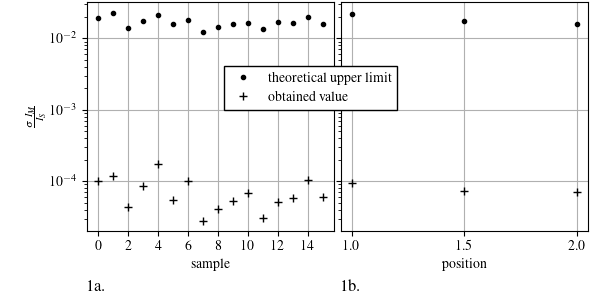 10⁻²
theoretical upper limit
obtained value
10⁻³
σ I_M / I_S
10⁻⁴
0 2 4 6 8 10 12 14 1.0 1.5 2.0
sample position
1a. 1b.